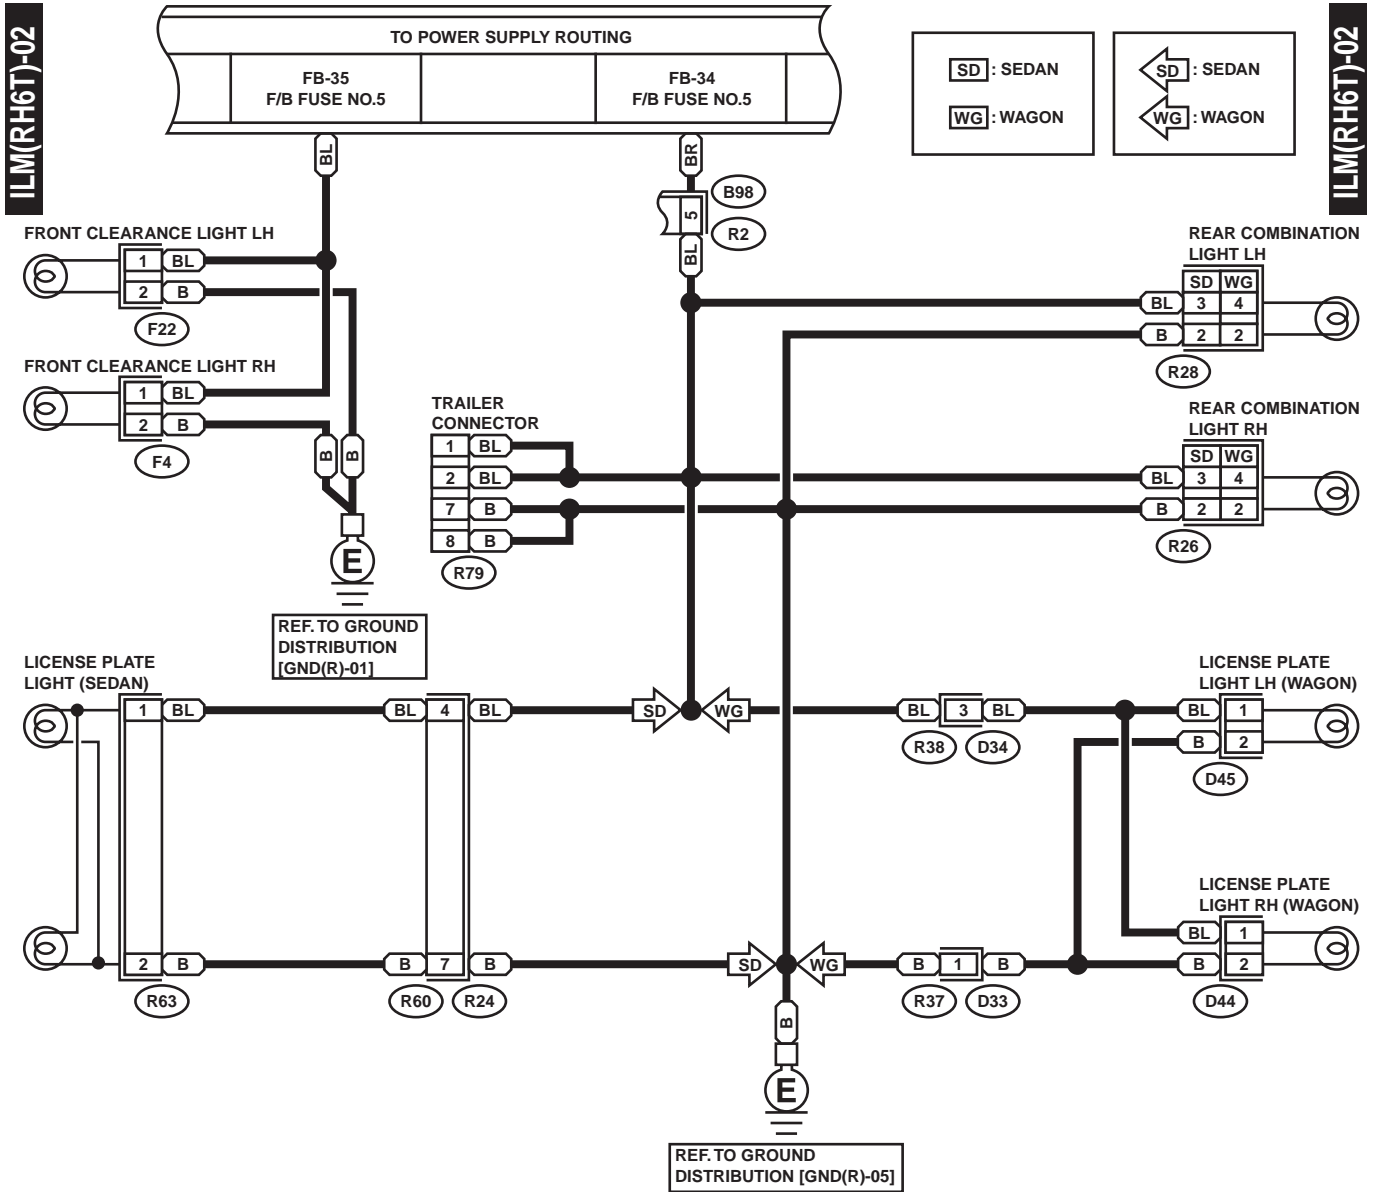 ILM(RH6T)-02
ILM(RH6T)-02
TO POWER SUPPLY ROUTING
FB-35
F/B FUSE NO.5
FB-34
F/B FUSE NO.5
SD : SEDAN
WG : WAGON
SD : SEDAN
WG : WAGON
BL
BR
5
B98
R2
BL
FRONT CLEARANCE LIGHT LH
1 BL
2 B
F22
FRONT CLEARANCE LIGHT RH
1 BL
2 B
F4
B
B
E
REF. TO GROUND
DISTRIBUTION
[GND(R)-01]
REAR COMBINATION
LIGHT LH
SD WG
BL 3 4
B 2 2
R28
TRAILER
CONNECTOR
1 BL
2 BL
7 B
8 B
R79
REAR COMBINATION
LIGHT RH
SD WG
BL 3 4
B 2 2
R26
LICENSE PLATE
LIGHT (SEDAN)
1 BL
BL 4 BL
SD
WG
BL 3 BL
R38 D34
LICENSE PLATE
LIGHT LH (WAGON)
BL 1
B 2
D45
2 B
R63
B 7 B
R60 R24
SD
WG
B 1 B
R37 D33
LICENSE PLATE
LIGHT RH (WAGON)
BL 1
B 2
D44
B
E
REF. TO GROUND
DISTRIBUTION [GND(R)-05]